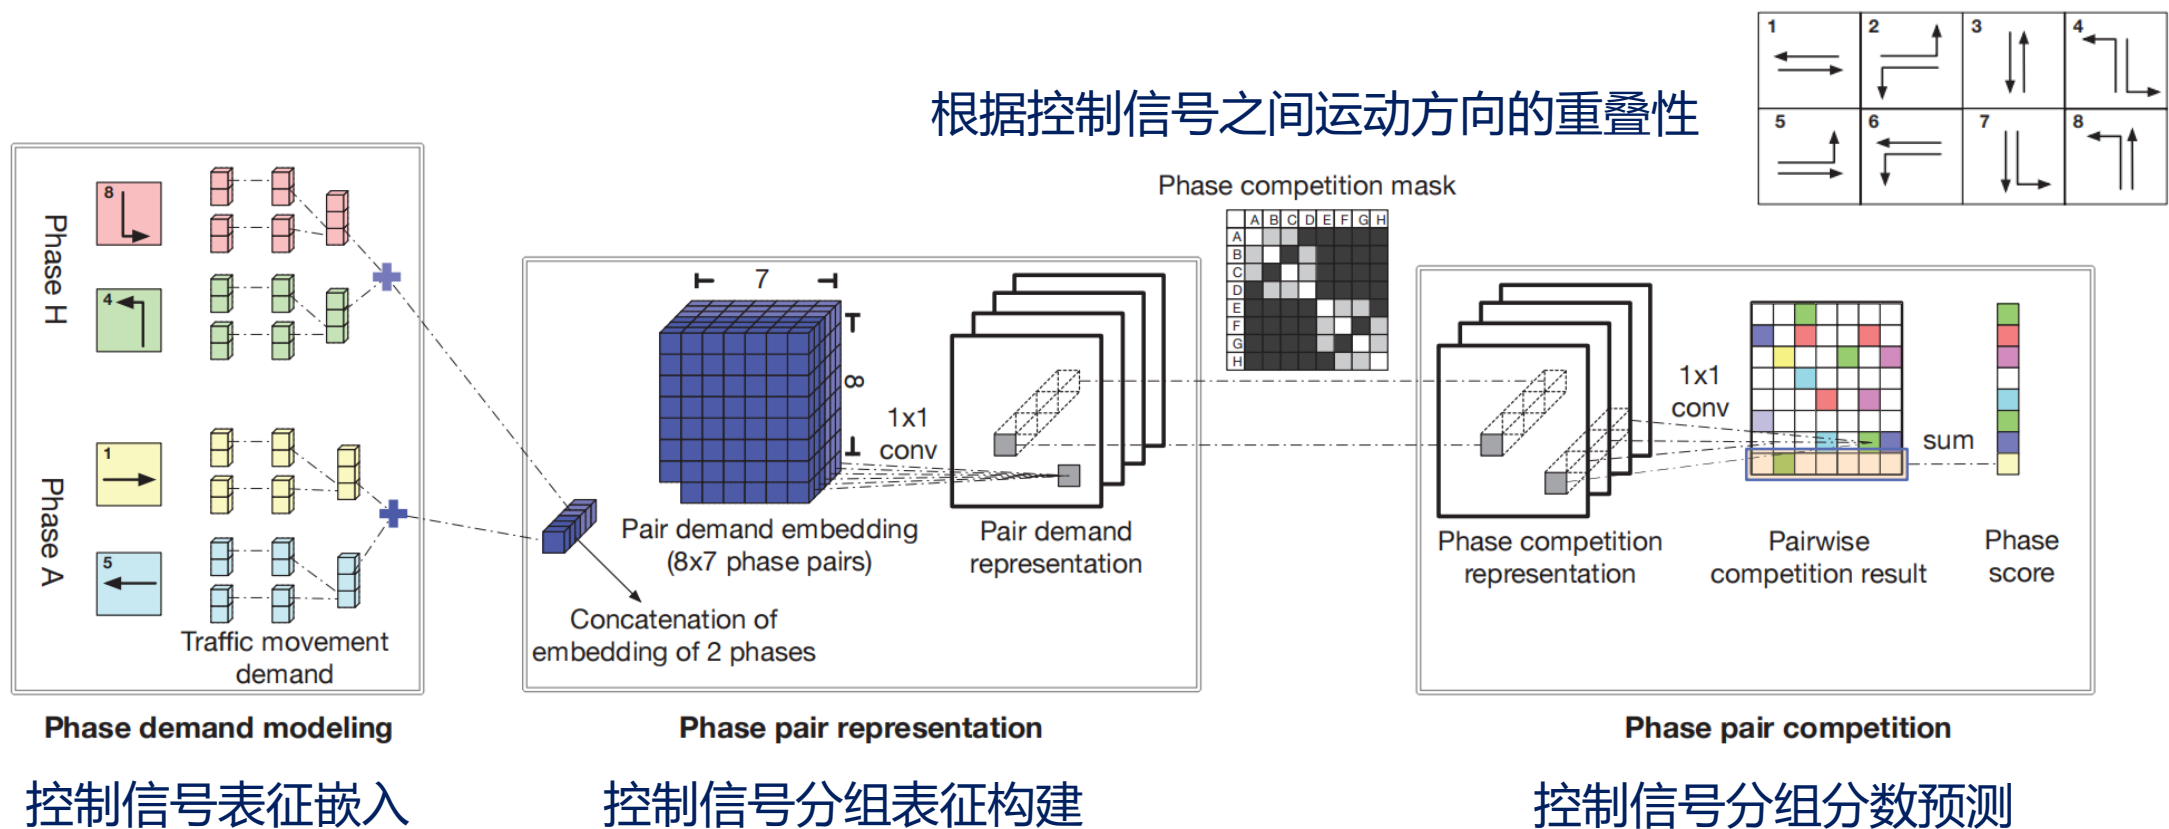 1
2
3
4
5
6
7
8
根据控制信号之间运动方向的重叠性
Phase competition mask
A B C D E F G H
A
B
C
D
E
F
G
H
Phase H
8
4
Phase A
1
5
Traffic movement
demand
Phase demand modeling
控制信号表征嵌入
7
8
1x1
conv
Pair demand embedding
(8x7 phase pairs)
Pair demand
representation
Concatenation of
embedding of 2 phases
Phase pair representation
控制信号分组表征构建
1x1
conv
sum
Phase competition
representation
Pairwise
competition result
Phase
score
Phase pair competition
控制信号分组分数预测